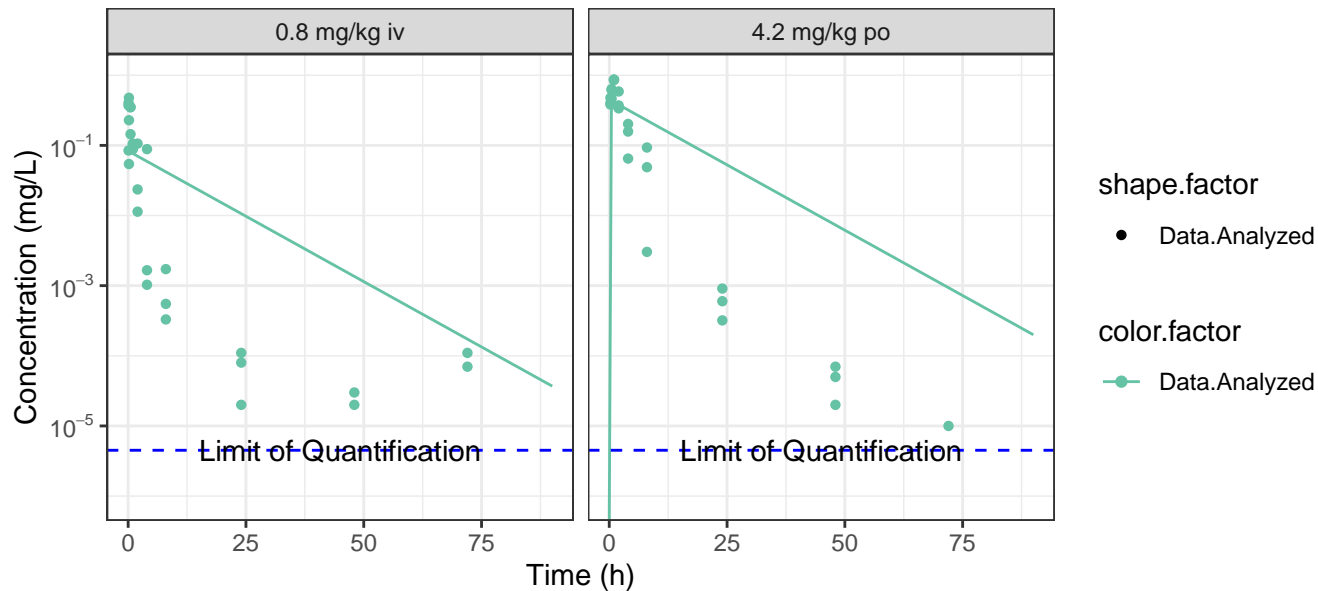 0.8 mg/kg iv
4.2 mg/kg po
Concentration (mg/L)
10⁻¹
10⁻³
10⁻⁵
Limit of Quantification
Limit of Quantification
0 25 50 75
0 25 50 75
Time (h)
shape.factor
Data.Analyzed
color.factor
Data.Analyzed